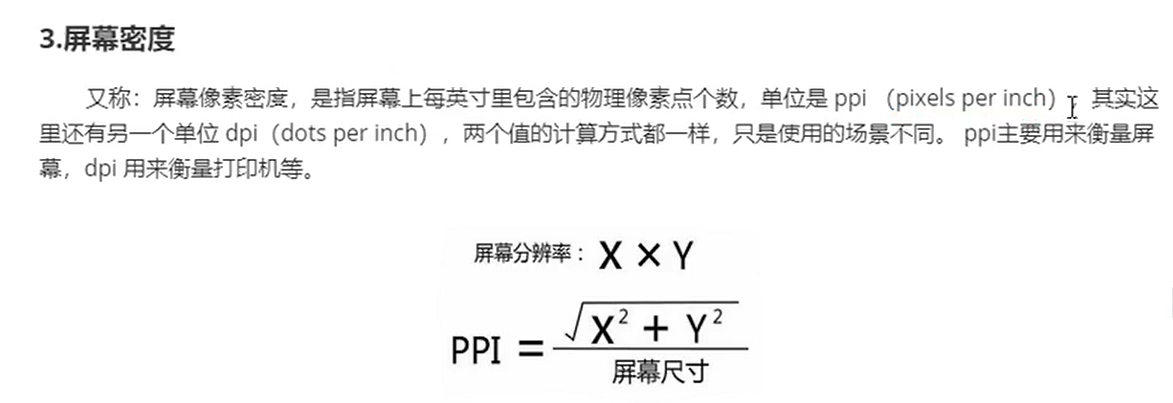 3.屏幕密度
又称：屏幕像素密度，是指屏幕上每英寸里包含的物理像素点个数，单位是 ppi （pixels per inch） ，其实这
里还有另一个单位 dpi（dots per inch），两个值的计算方式都一样，只是使用的场景不同。 ppi主要用来衡量屏
幕，dpi 用来衡量打印机等。
屏幕分辨率：X × Y
PPI = √(X² + Y²) / 屏幕尺寸